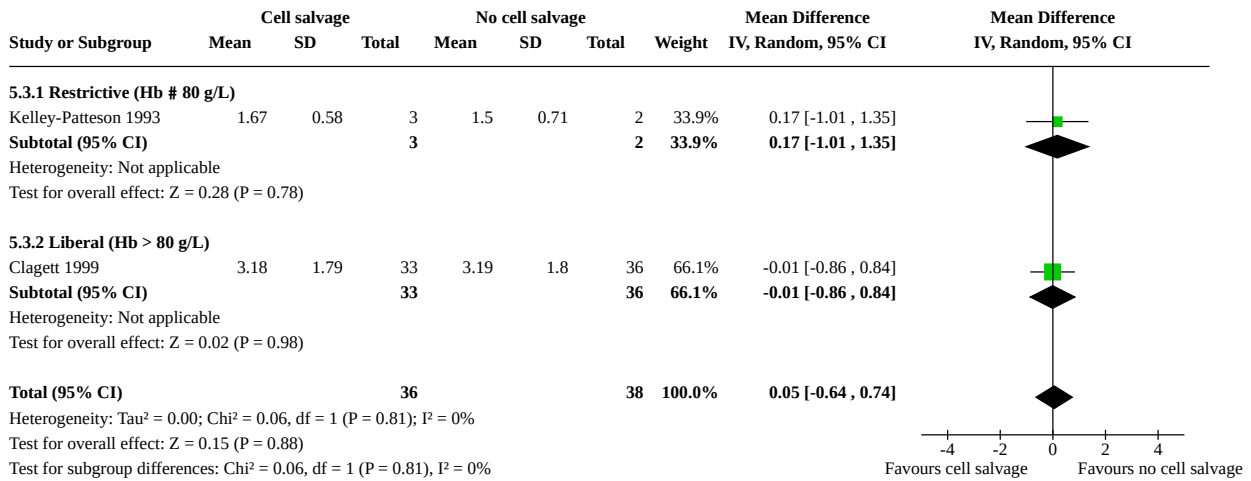 Cell salvage No cell salvage Mean Difference Mean Difference
Study or Subgroup Mean SD Total Mean SD Total Weight IV, Random, 95% CI IV, Random, 95% CI
5.3.1 Restrictive (Hb # 80 g/L)
Kelley-Patteson 1993 1.67 0.58 3 1.5 0.71 2 33.9% 0.17 [-1.01 , 1.35]
Subtotal (95% CI) 3 2 33.9% 0.17 [-1.01 , 1.35]
Heterogeneity: Not applicable
Test for overall effect: Z = 0.28 (P = 0.78)
5.3.2 Liberal (Hb > 80 g/L)
Clagett 1999 3.18 1.79 33 3.19 1.8 36 66.1% -0.01 [-0.86 , 0.84]
Subtotal (95% CI) 33 36 66.1% -0.01 [-0.86 , 0.84]
Heterogeneity: Not applicable
Test for overall effect: Z = 0.02 (P = 0.98)
Total (95% CI) 36 38 100.0% 0.05 [-0.64 , 0.74]
Heterogeneity: Tau² = 0.00; Chi² = 0.06, df = 1 (P = 0.81); I² = 0%
Test for overall effect: Z = 0.15 (P = 0.88)
-4 -2 0 2 4
Test for subgroup differences: Chi² = 0.06, df = 1 (P = 0.81), I² = 0%
Favours cell salvage Favours no cell salvage